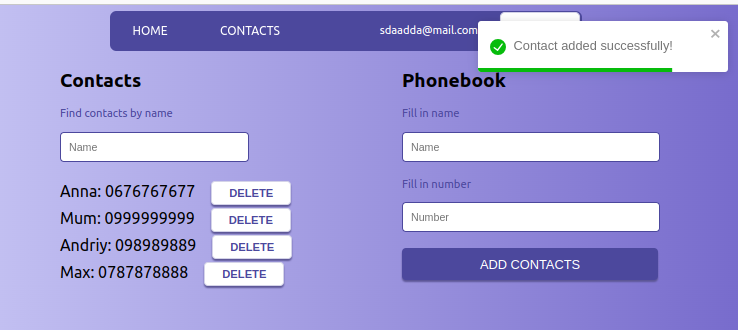 HOME CONTACTS sdaadda@mail.com
Contact added successfully!
Contacts
Find contacts by name
Name
Anna: 0676767677 DELETE
Mum: 0999999999 DELETE
Andriy: 098989889 DELETE
Max: 0787878888 DELETE
Phonebook
Fill in name
Name
Fill in number
Number
ADD CONTACTS